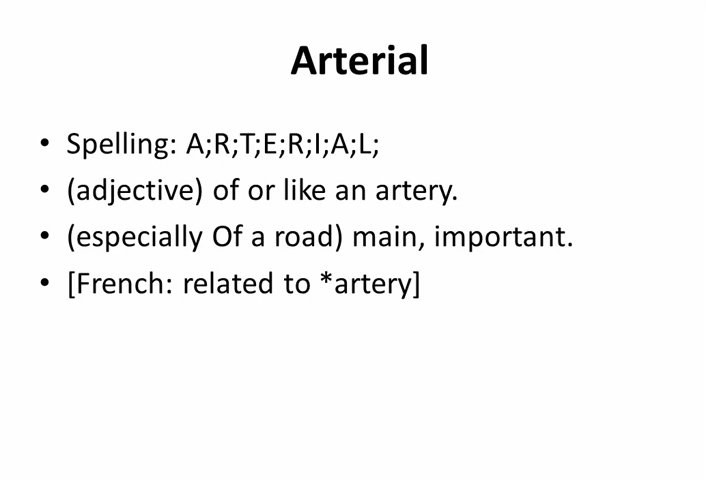 Arterial
• Spelling: A;R;T;E;R;I;A;L;
• (adjective) of or like an artery.
• (especially Of a road) main, important.
• [French: related to *artery]